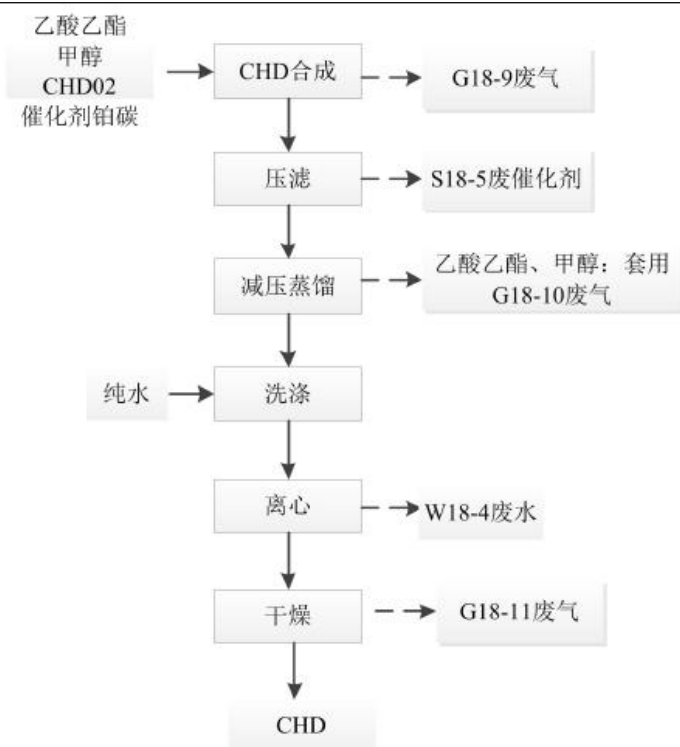 乙酸乙酯
甲醇
CHD02
催化剂铂碳
CHD合成
G18-9废气
压滤
S18-5废催化剂
减压蒸馏
乙酸乙酯、甲醇：套用
G18-10废气
纯水
洗涤
离心
W18-4废水
干燥
G18-11废气
CHD